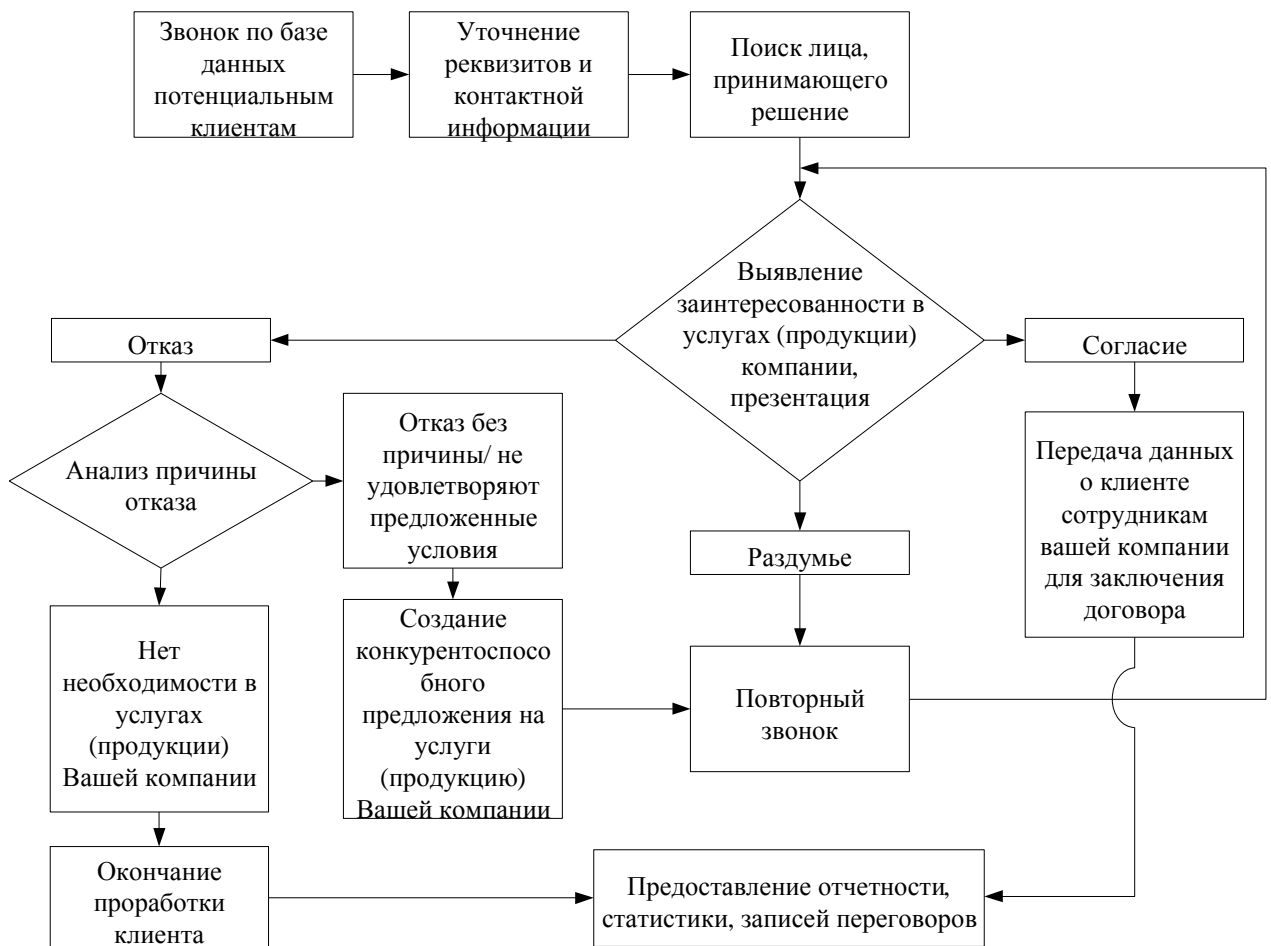 Звонок по базе
данных
потенциальным
клиентам
Уточнение
реквизитов и
контактной
информации
Поиск лица,
принимающего
решение
Выявление
заинтересованности в
услугах (продукции)
компании,
презентация
Отказ
Согласие
Анализ причины
отказа
Отказ без
причины/ не
удовлетворяют
предложенные
условия
Передача данных
о клиенте
сотрудникам
вашей компании
для заключения
договора
Раздумье
Нет
необходимости в
услугах
(продукции)
Вашей компании
Создание
конкурентоспосо
бного
предложения на
услуги
(продукцию)
Вашей компании
Повторный
звонок
Окончание
проработки
клиента
Предоставление отчетности,
статистики, записей переговоров